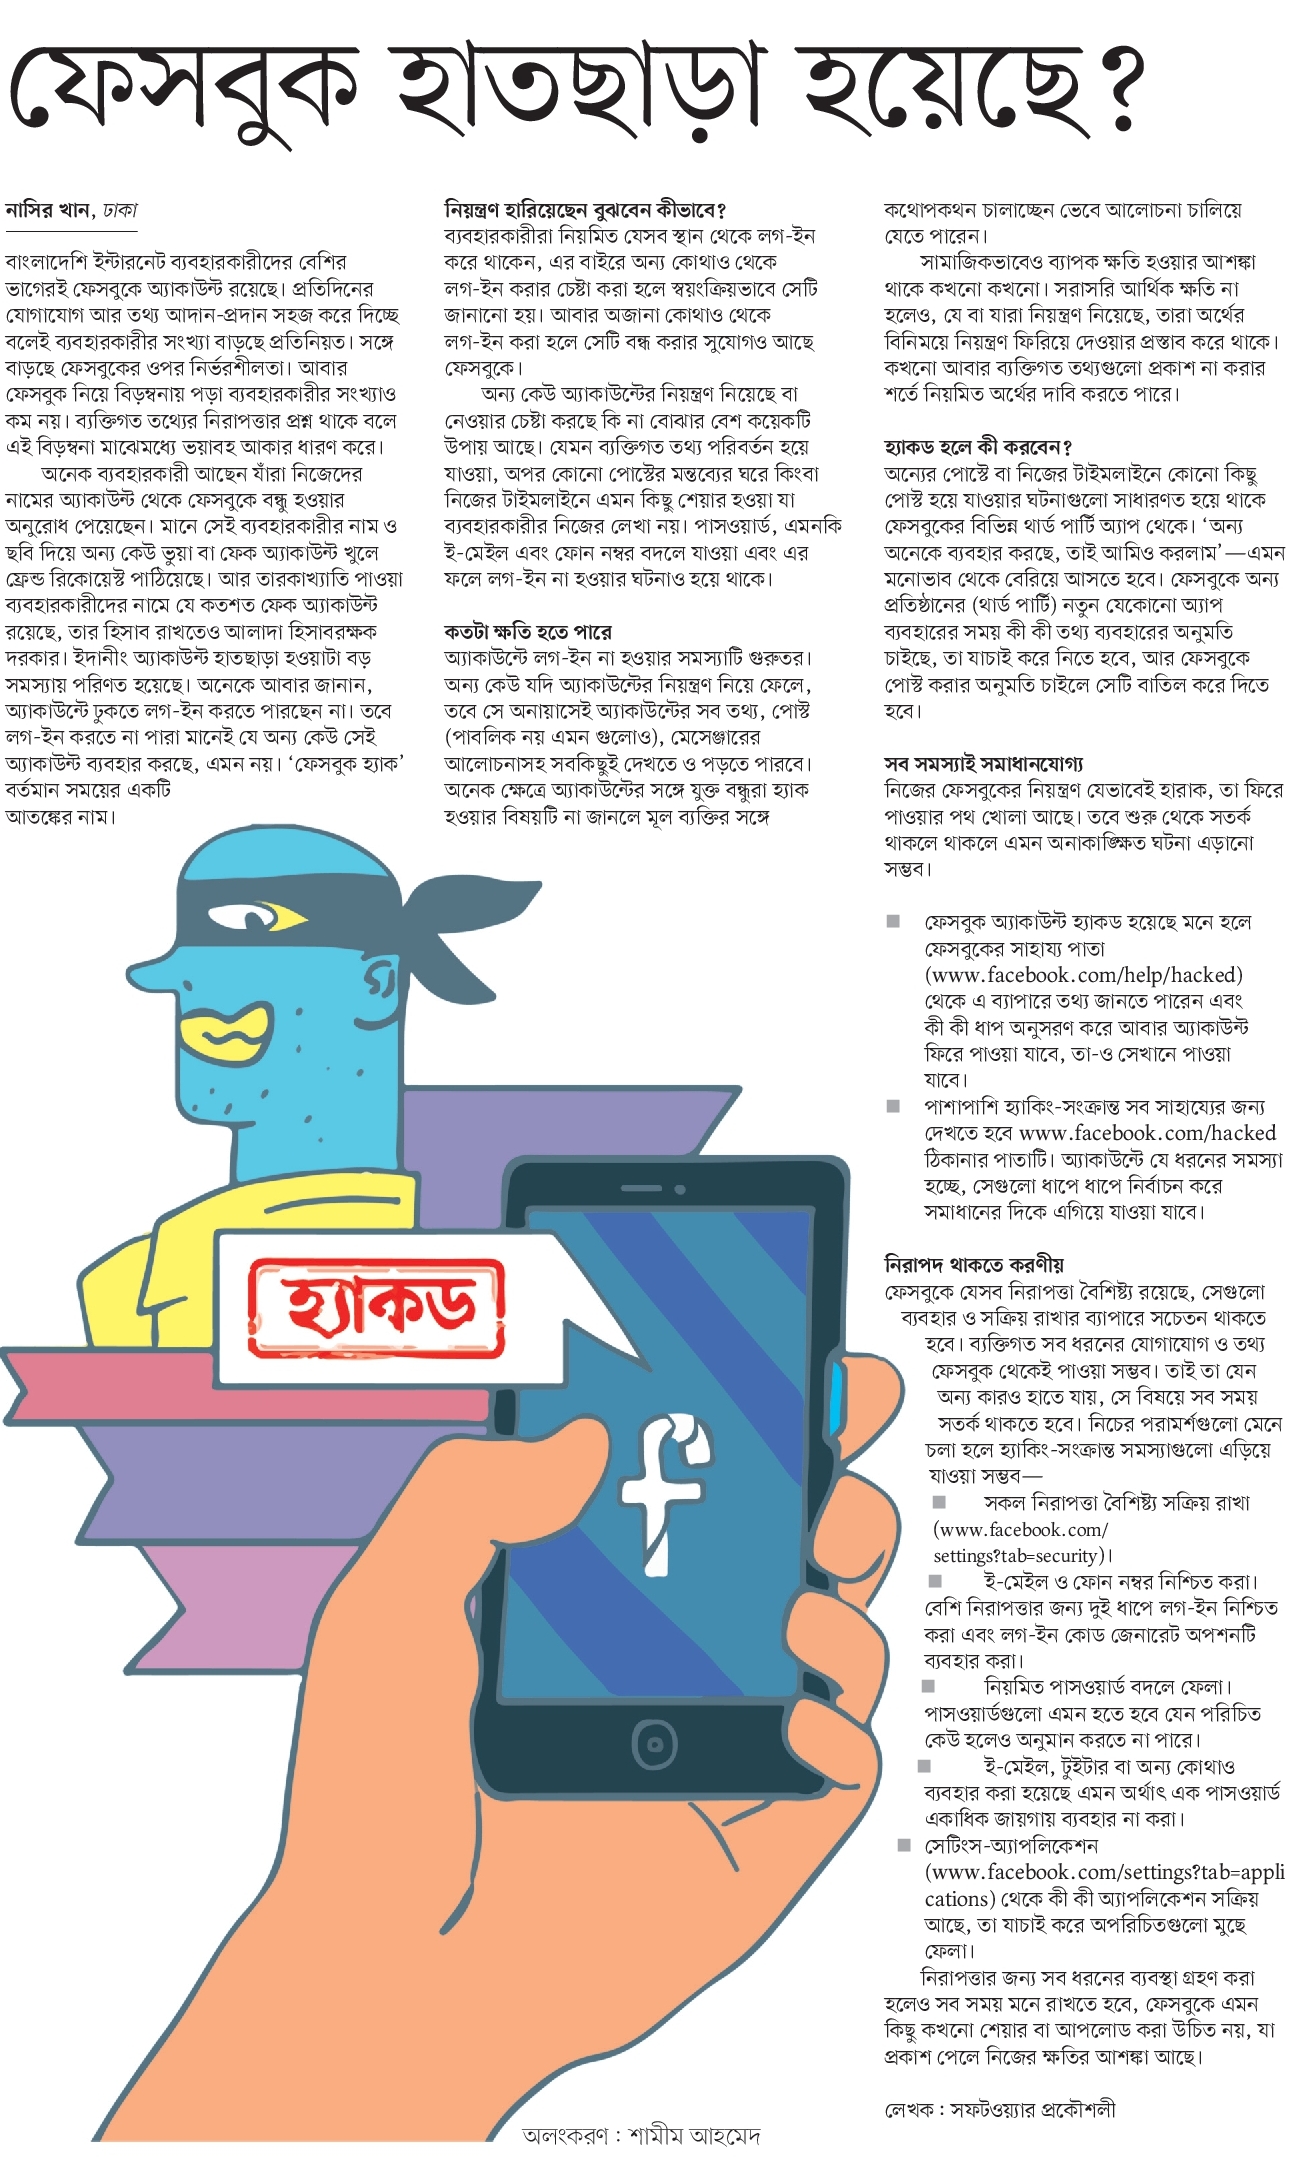 ফেসবুক হাতছাড়া হয়েছে?
নাসির খান, ঢাকা
বাংলাদেশি ইন্টারনেট ব্যবহারকারীদের বেশির
ভাগেরই ফেসবুকে অ্যাকাউন্ট রয়েছে। প্রতিদিনের
যোগাযোগ আর তথ্য আদান-প্রদান সহজ করে দিচ্ছে
বলেই ব্যবহারকারীর সংখ্যা বাড়ছে প্রতিনিয়ত। সঙ্গে
বাড়ছে ফেসবুকের ওপর নির্ভরশীলতা। আবার
ফেসবুক নিয়ে বিড়ম্বনায় পড়া ব্যবহারকারীর সংখ্যাও
কম নয়। ব্যক্তিগত তথ্যের নিরাপত্তার প্রশ্ন থাকে বলে
এই বিড়ম্বনা মাঝেমধ্যে ভয়াবহ আকার ধারণ করে।
অনেক ব্যবহারকারী আছেন যাঁরা নিজেদের
নামের অ্যাকাউন্ট থেকে ফেসবুকে বন্ধু হওয়ার
অনুরোধ পেয়েছেন। মানে সেই ব্যবহারকারীর নাম ও
ছবি দিয়ে অন্য কেউ ভুয়া বা ফেক অ্যাকাউন্ট খুলে
ফ্রেন্ড রিকোয়েস্ট পাঠিয়েছে। আর তারকাখ্যাতি পাওয়া
ব্যবহারকারীদের নামে যে কতশত ফেক অ্যাকাউন্ট
রয়েছে, তার হিসাব রাখতেও আলাদা হিসাবরক্ষক
দরকার। ইদানীং অ্যাকাউন্ট হাতছাড়া হওয়াটা বড়
সমস্যায় পরিণত হয়েছে। অনেকে আবার জানান,
অ্যাকাউন্টে ঢুকতে লগ-ইন করতে পারছেন না। তবে
লগ-ইন করতে না পারা মানেই যে অন্য কেউ সেই
অ্যাকাউন্ট ব্যবহার করছে, এমন নয়। ‘ফেসবুক হ্যাক’
বর্তমান সময়ের একটি
আতঙ্কের নাম।
নিয়ন্ত্রণ হারিয়েছেন বুঝবেন কীভাবে?
ব্যবহারকারীরা নিয়মিত যেসব স্থান থেকে লগ-ইন
করে থাকেন, এর বাইরে অন্য কোথাও থেকে
লগ-ইন করার চেষ্টা করা হলে স্বয়ংক্রিয়ভাবে সেটি
জানানো হয়। আবার অজানা কোথাও থেকে
লগ-ইন করা হলে সেটি বন্ধ করার সুযোগও আছে
ফেসবুকে।
অন্য কেউ অ্যাকাউন্টের নিয়ন্ত্রণ নিয়েছে বা
নেওয়ার চেষ্টা করছে কি না বোঝার বেশ কয়েকটি
উপায় আছে। যেমন ব্যক্তিগত তথ্য পরিবর্তন হয়ে
যাওয়া, অপর কোনো পোস্টের মন্তব্যের ঘরে কিংবা
নিজের টাইমলাইনে এমন কিছু শেয়ার হওয়া যা
ব্যবহারকারীর নিজের লেখা নয়। পাসওয়ার্ড, এমনকি
ই-মেইল এবং ফোন নম্বর বদলে যাওয়া এবং এর
ফলে লগ-ইন না হওয়ার ঘটনাও হয়ে থাকে।
কতটা ক্ষতি হতে পারে
অ্যাকাউন্টে লগ-ইন না হওয়ার সমস্যাটি গুরুতর।
অন্য কেউ যদি অ্যাকাউন্টের নিয়ন্ত্রণ নিয়ে ফেলে,
তবে সে অনায়াসেই অ্যাকাউন্টের সব তথ্য, পোস্ট
(পাবলিক নয় এমন গুলোও), মেসেঞ্জারের
আলোচনাসহ সবকিছুই দেখতে ও পড়তে পারবে।
অনেক ক্ষেত্রে অ্যাকাউন্টের সঙ্গে যুক্ত বন্ধুরা হ্যাক
হওয়ার বিষয়টি না জানলে মূল ব্যক্তির সঙ্গে
কথোপকথন চালাচ্ছেন ভেবে আলোচনা চালিয়ে
যেতে পারেন।
সামাজিকভাবেও ব্যাপক ক্ষতি হওয়ার আশঙ্কা
থাকে কখনো কখনো। সরাসরি আর্থিক ক্ষতি না
হলেও, যে বা যারা নিয়ন্ত্রণ নিয়েছে, তারা অর্থের
বিনিময়ে নিয়ন্ত্রণ ফিরিয়ে দেওয়ার প্রস্তাব করে থাকে।
কখনো আবার ব্যক্তিগত তথ্যগুলো প্রকাশ না করার
শর্তে নিয়মিত অর্থের দাবি করতে পারে।
হ্যাকড হলে কী করবেন?
অন্যের পোস্টে বা নিজের টাইমলাইনে কোনো কিছু
পোস্ট হয়ে যাওয়ার ঘটনাগুলো সাধারণত হয়ে থাকে
ফেসবুকের বিভিন্ন থার্ড পার্টি অ্যাপ থেকে। ‘অন্য
অনেকে ব্যবহার করছে, তাই আমিও করলাম’—এমন
মনোভাব থেকে বেরিয়ে আসতে হবে। ফেসবুকে অন্য
প্রতিষ্ঠানের (থার্ড পার্টি) নতুন যেকোনো অ্যাপ
ব্যবহারের সময় কী কী তথ্য ব্যবহারের অনুমতি
চাইছে, তা যাচাই করে নিতে হবে, আর ফেসবুকে
পোস্ট করার অনুমতি চাইলে সেটি বাতিল করে দিতে
হবে।
সব সমস্যাই সমাধানযোগ্য
নিজের ফেসবুকের নিয়ন্ত্রণ যেভাবেই হারাক, তা ফিরে
পাওয়ার পথ খোলা আছে। তবে শুরু থেকে সতর্ক
থাকলে থাকলে এমন অনাকাঙ্ক্ষিত ঘটনা এড়ানো
সম্ভব।
■ ফেসবুক অ্যাকাউন্ট হ্যাকড হয়েছে মনে হলে
ফেসবুকের সাহায্য পাতা
(www.facebook.com/help/hacked)
থেকে এ ব্যাপারে তথ্য জানতে পারেন এবং
কী কী ধাপ অনুসরণ করে আবার অ্যাকাউন্ট
ফিরে পাওয়া যাবে, তা-ও সেখানে পাওয়া
যাবে।
■ পাশাপাশি হ্যাকিং-সংক্রান্ত সব সাহায্যের জন্য
দেখতে হবে www.facebook.com/hacked
ঠিকানার পাতাটি। অ্যাকাউন্টে যে ধরনের সমস্যা
হচ্ছে, সেগুলো ধাপে ধাপে নির্বাচন করে
সমাধানের দিকে এগিয়ে যাওয়া যাবে।
নিরাপদ থাকতে করণীয়
ফেসবুকে যেসব নিরাপত্তা বৈশিষ্ট্য রয়েছে, সেগুলো
ব্যবহার ও সক্রিয় রাখার ব্যাপারে সচেতন থাকতে
হবে। ব্যক্তিগত সব ধরনের যোগাযোগ ও তথ্য
ফেসবুক থেকেই পাওয়া সম্ভব। তাই তা যেন
অন্য কারও হাতে যায়, সে বিষয়ে সব সময়
সতর্ক থাকতে হবে। নিচের পরামর্শগুলো মেনে
চলা হলে হ্যাকিং-সংক্রান্ত সমস্যাগুলো এড়িয়ে
যাওয়া সম্ভব—
■ সকল নিরাপত্তা বৈশিষ্ট্য সক্রিয় রাখা
(www.facebook.com/
settings?tab=security)।
■ ই-মেইল ও ফোন নম্বর নিশ্চিত করা।
বেশি নিরাপত্তার জন্য দুই ধাপে লগ-ইন নিশ্চিত
করা এবং লগ-ইন কোড জেনারেট অপশনটি
ব্যবহার করা।
■ নিয়মিত পাসওয়ার্ড বদলে ফেলা।
পাসওয়ার্ডগুলো এমন হতে হবে যেন পরিচিত
কেউ হলেও অনুমান করতে না পারে।
■ ই-মেইল, টুইটার বা অন্য কোথাও
ব্যবহার করা হয়েছে এমন অর্থাৎ এক পাসওয়ার্ড
একাধিক জায়গায় ব্যবহার না করা।
■ সেটিংস-অ্যাপলিকেশন
(www.facebook.com/settings?tab=appli
cations) থেকে কী কী অ্যাপলিকেশন সক্রিয়
আছে, তা যাচাই করে অপরিচিতগুলো মুছে
ফেলা।
নিরাপত্তার জন্য সব ধরনের ব্যবস্থা গ্রহণ করা
হলেও সব সময় মনে রাখতে হবে, ফেসবুকে এমন
কিছু কখনো শেয়ার বা আপলোড করা উচিত নয়, যা
প্রকাশ পেলে নিজের ক্ষতির আশঙ্কা আছে।
লেখক : সফটওয়্যার প্রকৌশলী
হ্যাকড
f
অলংকরণ : শামীম আহমেদ